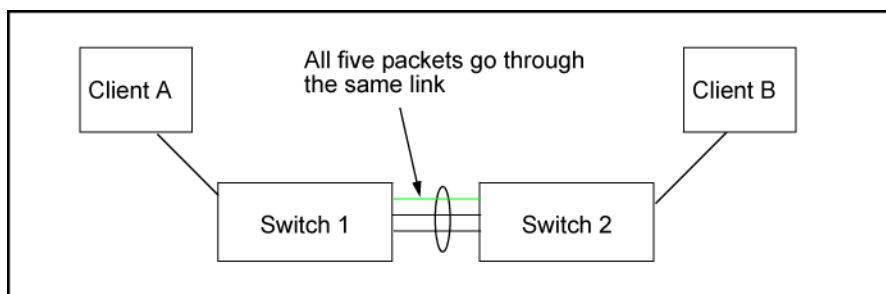 All five packets go through
the same link
Client A
Client B
Switch 1
Switch 2